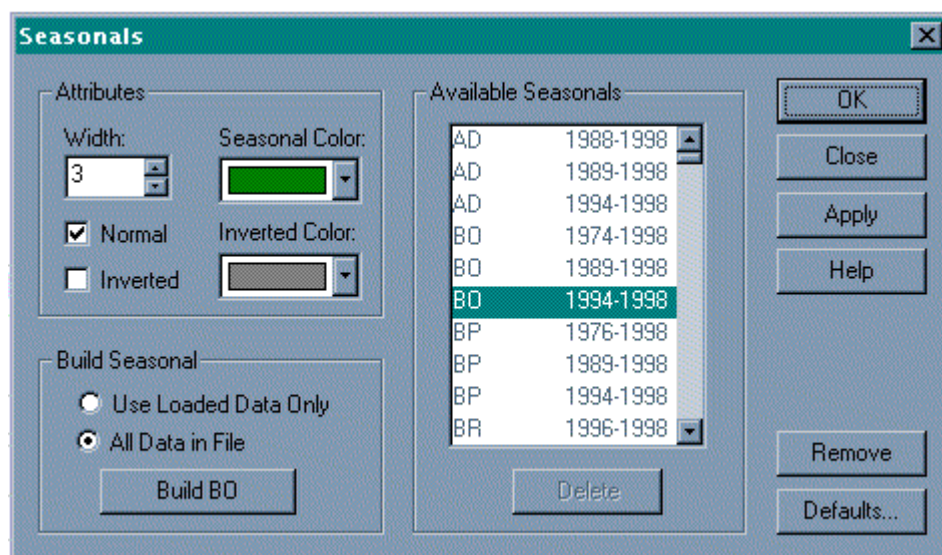 Seasonals
Attributes
Width:
3
Seasonal Color:
Normal
Inverted Color:
Inverted
Build Seasonal
Use Loaded Data Only
All Data in File
Build BO
Available Seasonals
AD 1988-1998
AD 1989-1998
AD 1994-1998
BO 1974-1998
BO 1989-1998
BO 1994-1998
BP 1976-1998
BP 1989-1998
BP 1994-1998
BR 1996-1998
Delete
OK
Close
Apply
Help
Remove
Defaults...